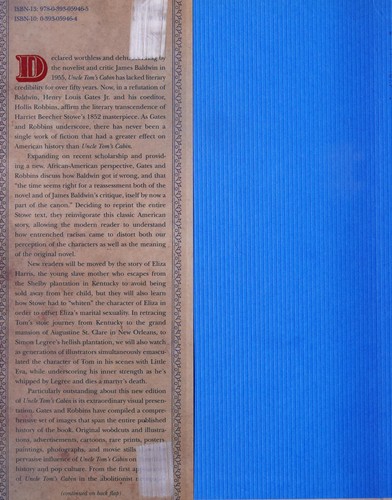 ISBN-13: 978-0-393-05946-5
ISBN-10: 0-393-05946-4
Declared worthless and by
the novelist and critic James Baldwin in
1955, Uncle Tom's Cabin has lacked literary
credibility for over fifty years. Now, in a refutation of
Baldwin, Henry Louis Gates Jr. and his coeditor,
Hollis Robbins, affirm the literary transcendence of
Harriet Beecher Stowe's 1852 masterpiece. As Gates
and Robbins underscore, there has never been a
single work of fiction that had a greater effect on
American history than Uncle Tom's Cabin.
Expanding on recent scholarship and provid-
ing a new, African-American perspective, Gates and
Robbins discuss how Baldwin got it wrong, and that
"the time seems right for a reassessment both of the
novel and of James Baldwin's critique, itself by now a
part of the canon." Deciding to reprint the entire
Stowe text, they reinvigorate this classic American
story, allowing the modern reader to understand
how entrenched racism came to distort both our
perception of the characters as well as the meaning
of the original novel.
New readers will be moved by the story of Eliza
Harris, the young slave mother who escapes from
the Shelby plantation in Kentucky to avoid being
sold away from her child, but they will also learn
how Stowe had to "whiten" the character of Eliza in
order to offset Eliza's marital sexuality. In retracing
Tom's slow journey from Kentucky to the grand
mansion of Augustine St. Clare in New Orleans, to
Simon Legree's hellish plantation, we will also watch
as generations of illustrators simultaneously emascu-
lated the character of Tom in his scenes with Little
Eva, while underscoring his inner strength as he's
whipped by Legree and dies a martyr's death.
Particularly outstanding about this new edition
of Uncle Tom's Cabin is its extraordinary visual presen-
tation. Gates and Robbins have compiled a compre-
hensive set of images that span the entire published
history of the book. Original woodcuts and illustra-
tions, advertisements, cartoons, rare prints, posters,
paintings, photographs, and movie stills
pervasive influence of Uncle Tom's Cabin on
history and pop culture. From the first
of Uncle Tom's Cabin in the abolitionist
(continued on back flap)